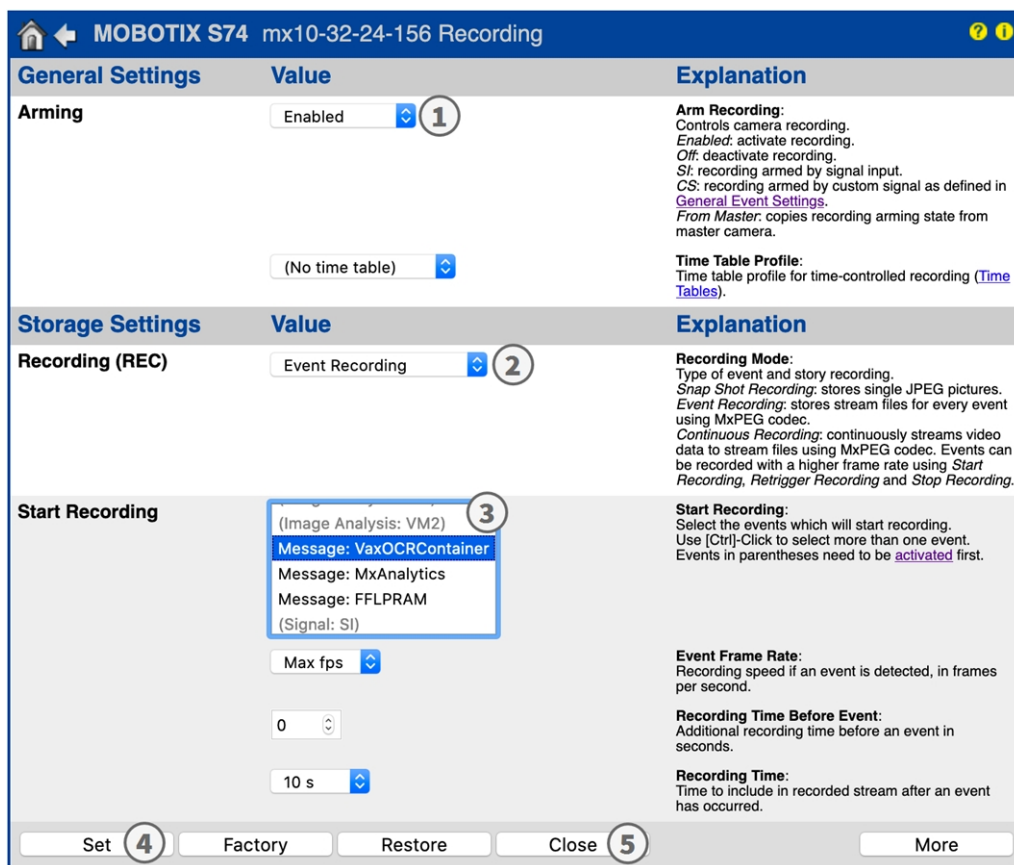 MOBOTIX S74 mx10-32-24-156 Recording ? i
General Settings Value Explanation
Arming
Enabled 1
Arm Recording:
Controls camera recording.
Enabled: activate recording.
Off: deactivate recording.
SI: recording armed by signal input.
CS: recording armed by custom signal as defined in
General Event Settings.
From Master: copies recording arming state from
master camera.
(No time table)
Time Table Profile:
Time table profile for time-controlled recording (Time
Tables).
Storage Settings Value Explanation
Recording (REC)
Event Recording 2
Recording Mode:
Type of event and story recording.
Snap Shot Recording: stores single JPEG pictures.
Event Recording: stores stream files for every event
using MxPEG codec.
Continuous Recording: continuously streams video
data to stream files using MxPEG codec. Events can
be recorded with a higher frame rate using Start
Recording, Retrigger Recording and Stop Recording.
Start Recording
3
(Image Analysis: VM2)
Message: VaxOCRContainer
Message: MxAnalytics
Message: FFLPRAM
(Signal: SI)
Start Recording:
Select the events which will start recording.
Use [Ctrl]-Click to select more than one event.
Events in parentheses need to be activated first.
Max fps
Event Frame Rate:
Recording speed if an event is detected, in frames
per second.
0
Recording Time Before Event:
Additional recording time before an event in
seconds.
10 s
Recording Time:
Time to include in recorded stream after an event
has occurred.
Set 4 Factory Restore Close 5 More